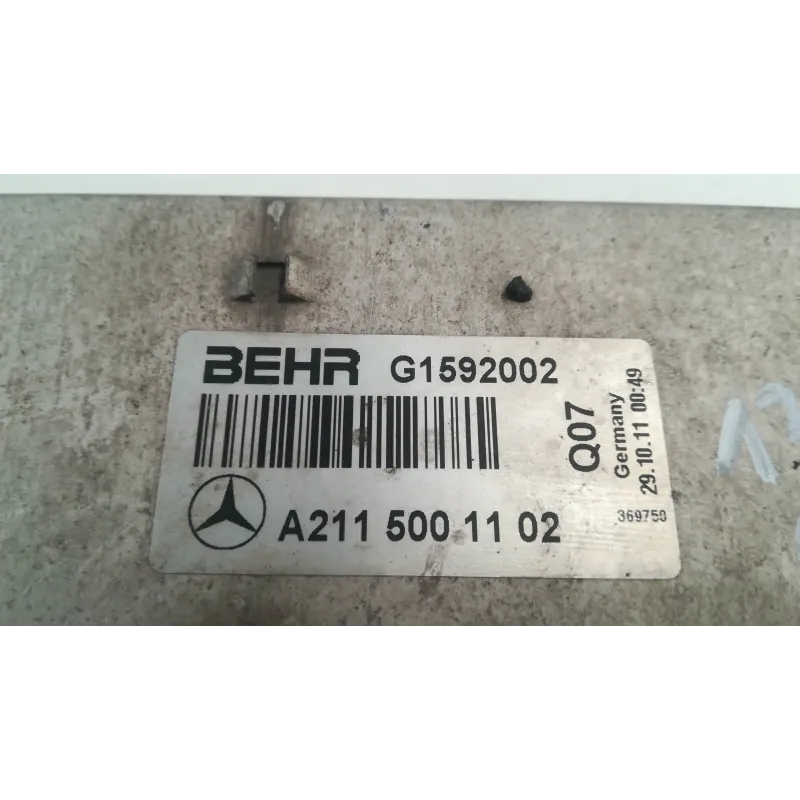 BEHR G1592002
A211 500 11 02
Q07
Germany
29.10.11 00:49
369750